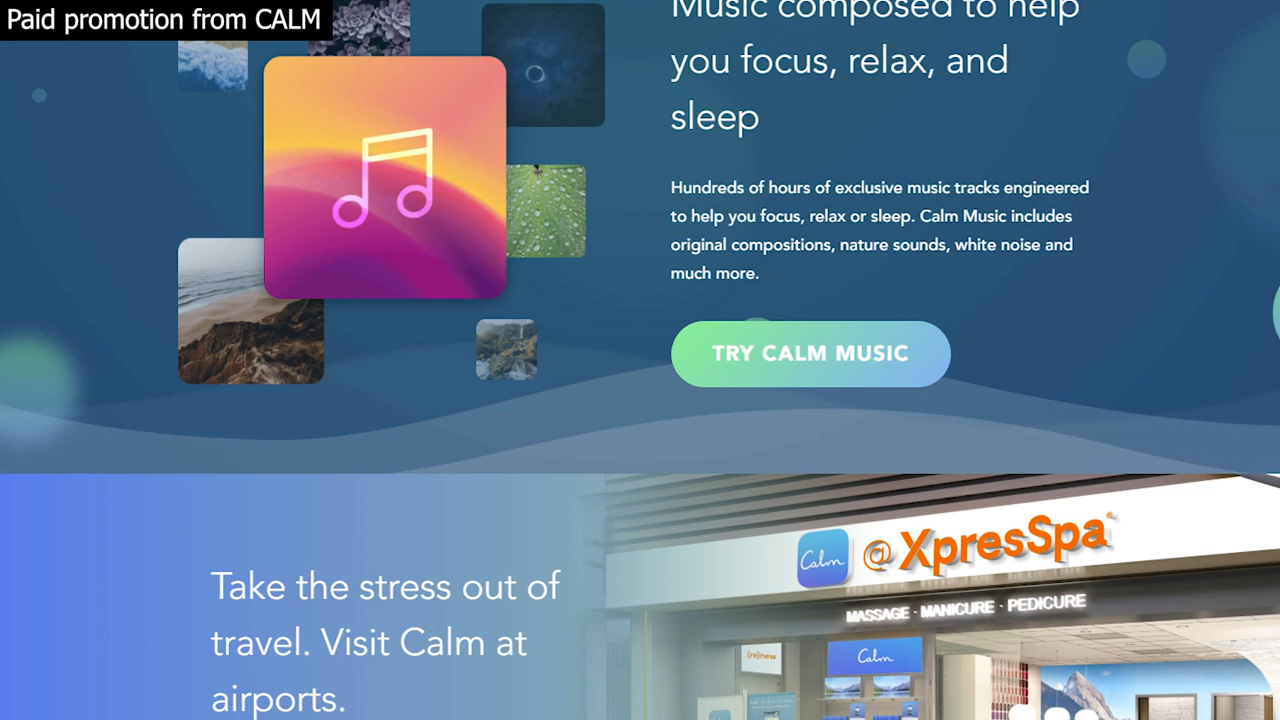 Paid promotion from CALM
Music composed to help
you focus, relax, and
sleep
Hundreds of hours of exclusive music tracks engineered
to help you focus, relax or sleep. Calm Music includes
original compositions, nature sounds, white noise and
much more.
TRY CALM MUSIC
Take the stress out of
travel. Visit Calm at
airports.
Calm @ XpresSpa
MASSAGE · MANICURE · PEDICURE
(re)new
Calm